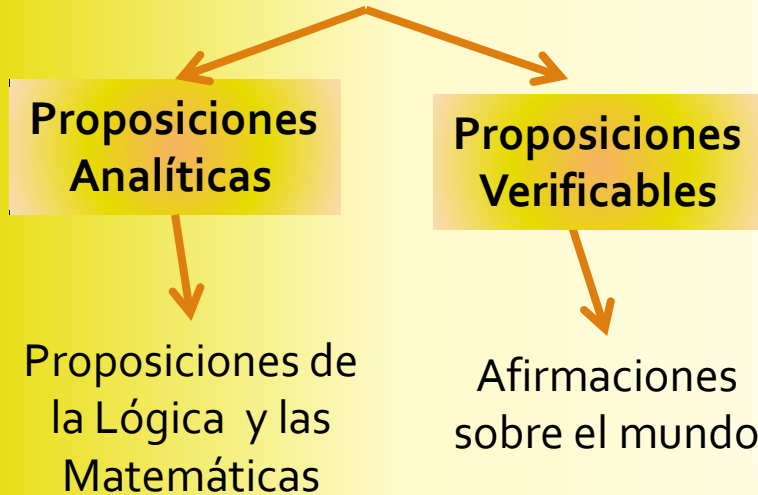 Proposiciones
Analíticas
Proposiciones
Verificables
Proposiciones de
la Lógica y las
Matemáticas
Afirmaciones
sobre el mundo